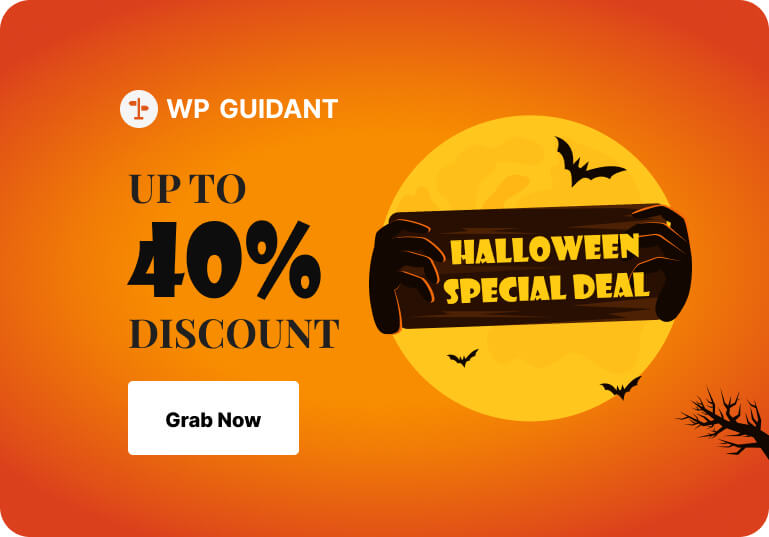 WP GUIDANT
UP TO
40%
DISCOUNT
Grab Now
HALLOWEEN
SPECIAL DEAL